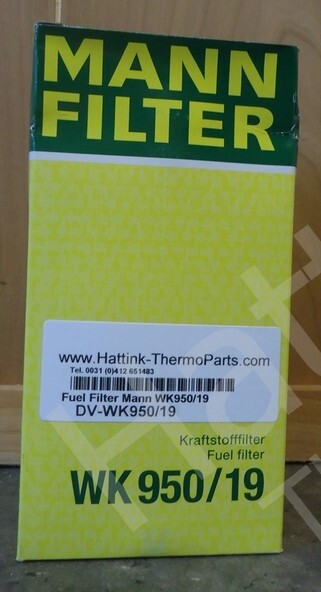 MANN
FILTER
www.Hattink-ThermoParts.com
Tel. 0031 (0)412 651483
Fuel Filter Mann WK950/19
DV-WK950/19
Kraftstofffilter
Fuel filter
WK 950/19